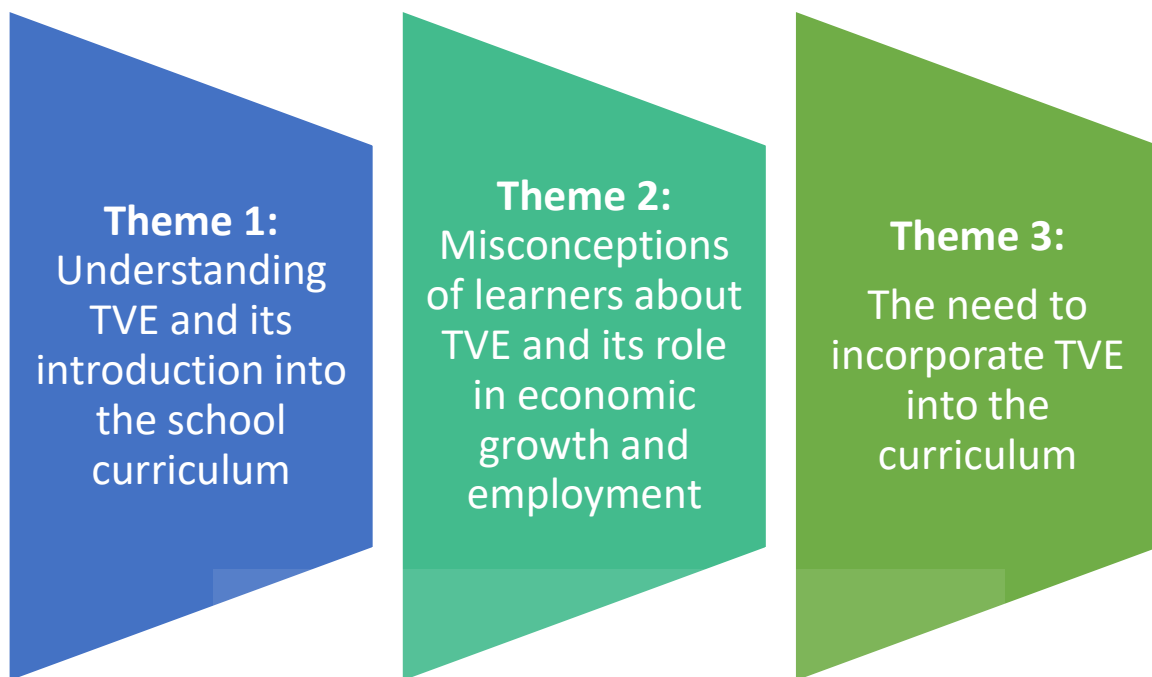 Theme 1:
Understanding
TVE and its
introduction into
the school
curriculum
Theme 2:
Misconceptions
of learners about
TVE and its role
in economic
growth and
employment
Theme 3:
The need to
incorporate TVE
into the
curriculum